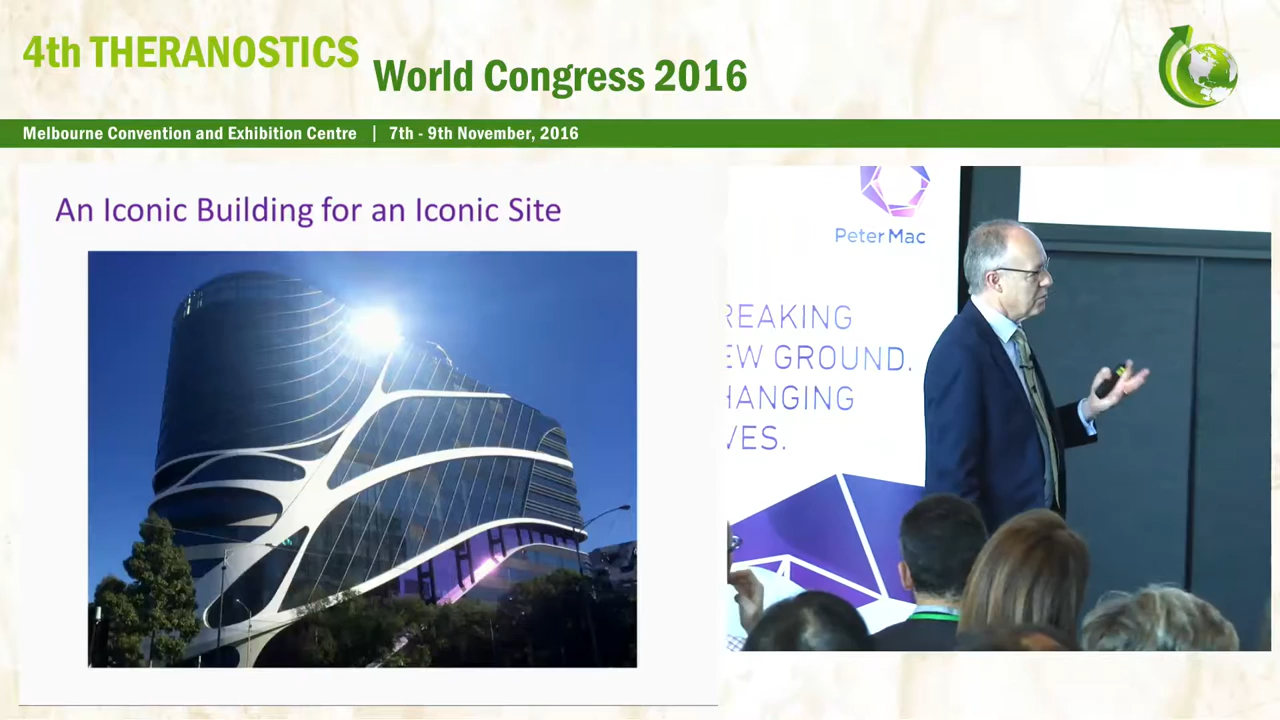 4th THERANOSTICS
World Congress 2016
Melbourne Convention and Exhibition Centre | 7th - 9th November, 2016
An Iconic Building for an Iconic Site
Peter Mac
REAKING
EW GROUND.
HANGING
VES.